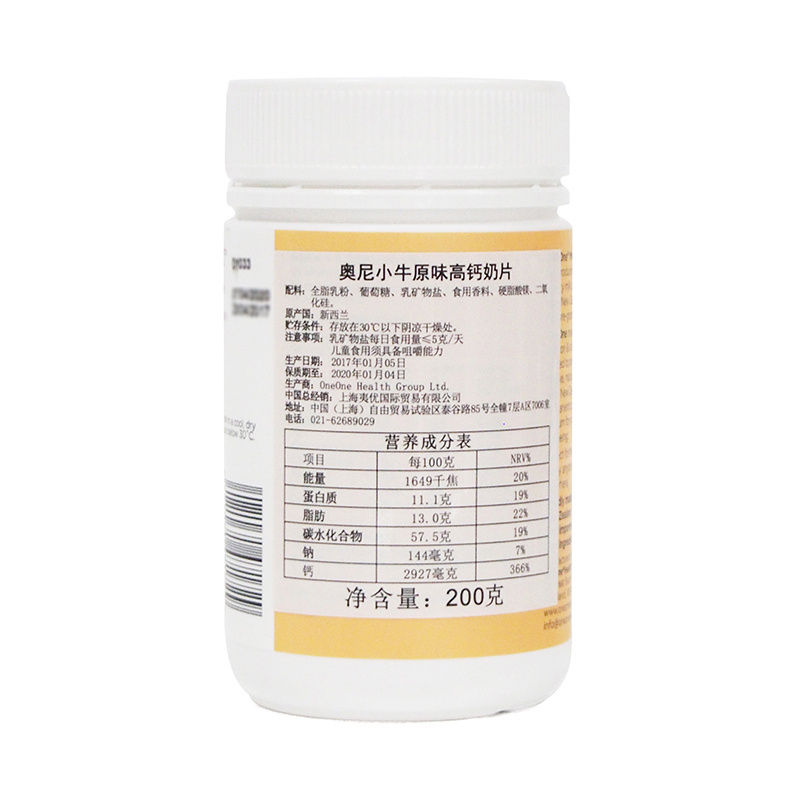 奥尼小牛原味高钙奶片
配料：全脂乳粉、葡萄糖、乳矿物盐、食用香料、硬脂酸镁、二氧
化硅。
原产国：新西兰
贮存条件：存放在30℃以下阴凉干燥处。
注意事项：乳矿物盐每日食用量≤5克/天
儿童食用须具备咀嚼能力
生产日期：2017年01月05日
保质期至：2020年01月04日
生产商：OneOne Health Group Ltd.
中国总经销：上海夷优国际贸易有限公司
地址：中国（上海）自由贸易试验区泰谷路85号全幢7层A区7006室
电话：021-62689029
营养成分表
项目 每100克 NRV%
能量 1649千焦 20%
蛋白质 11.1克 19%
脂肪 13.0克 22%
碳水化合物 57.5克 19%
钠 144毫克 7%
钙 2927毫克 366%
净含量：200克
in a cool, dry
below 30°C